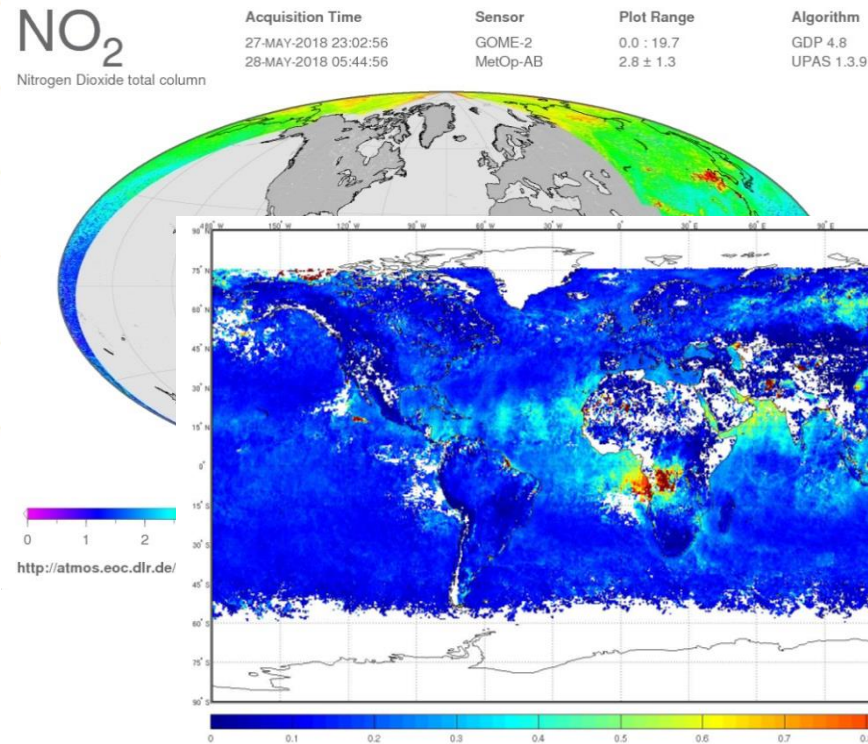 NO2
Nitrogen Dioxide total column
Acquisition Time
27-MAY-2018 23:02:56
28-MAY-2018 05:44:56
Sensor
GOME-2
MetOp-AB
Plot Range
0.0 : 19.7
2.8 ± 1.3
Algorithm
GDP 4.8
UPAS 1.3.9
150° W 120° W 90° W 60° W 30° W 0° 30° E 60° E 90° E
90° N
75° N
60° N
45° N
30° N
15° N
0°
15° S
30° S
45° S
60° S
75° S
90° S
0 1 2
http://atmos.eoc.dlr.de/
0 0.1 0.2 0.3 0.4 0.5 0.6 0.7